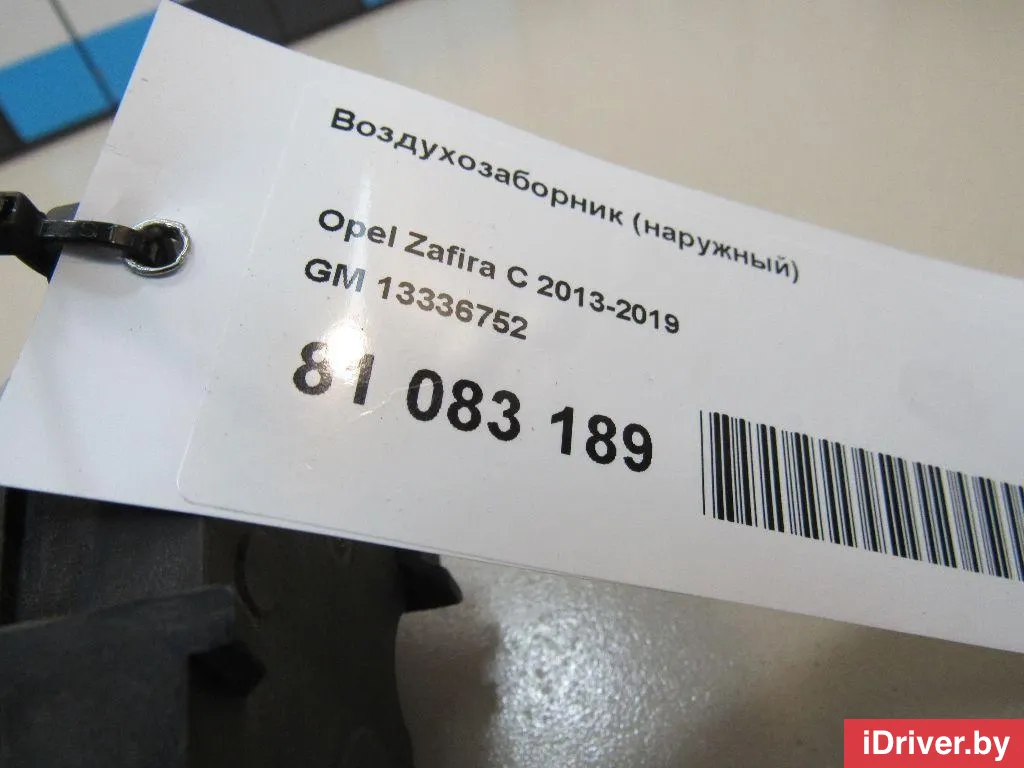 Воздухозаборник (наружный)
Opel Zafira C 2013-2019
GM 13336752
81 083 189
iDriver.by